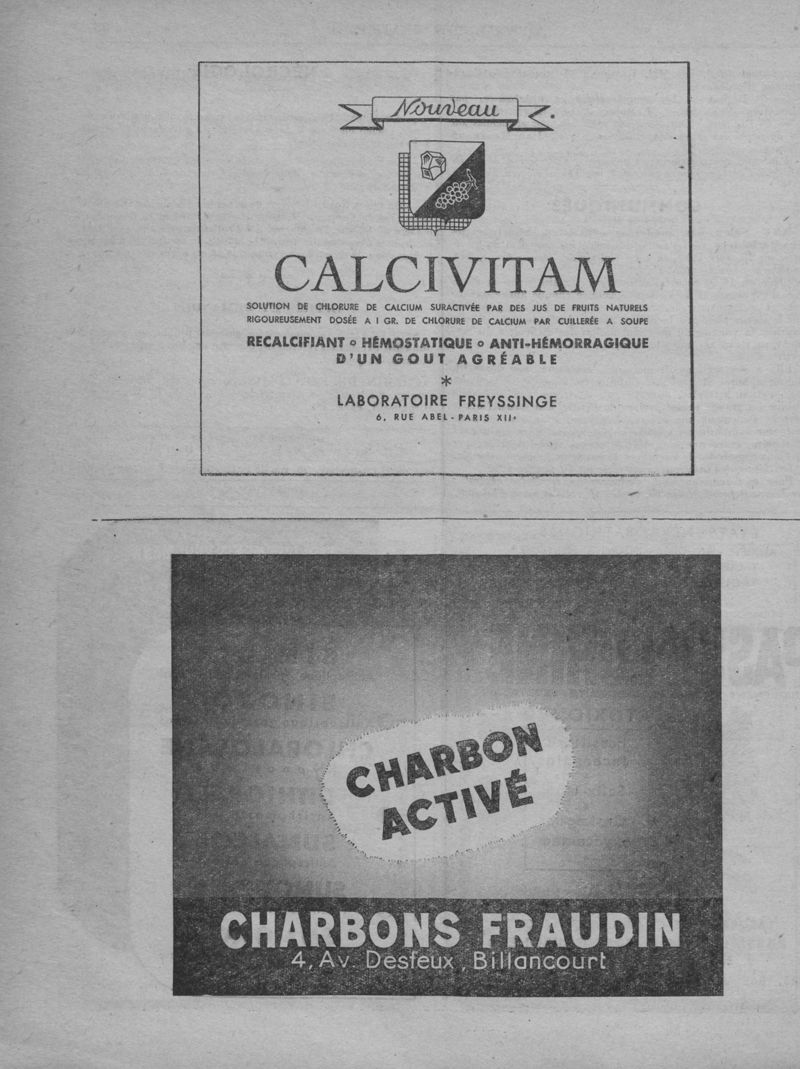 Nouveau
CALCIVITAM
SOLUTION DE CHLORURE DE CALCIUM SURACTIVÉE PAR DES JUS DE FRUITS NATURELS
RIGOUREUSEMENT DOSÉE A 1 GR. DE CHLORURE DE CALCIUM PAR CUILLERÉE A SOUPE
RECALCIFIANT o HÉMOSTATIQUE o ANTI-HÉMORRAGIQUE
D'UN GOUT AGRÉABLE
*
LABORATOIRE FREYSSINGE
6, RUE ABEL - PARIS XIIe
CHARBON
ACTIVÉ
CHARBONS FRAUDIN
4, Av. Desfeux, Billancourt